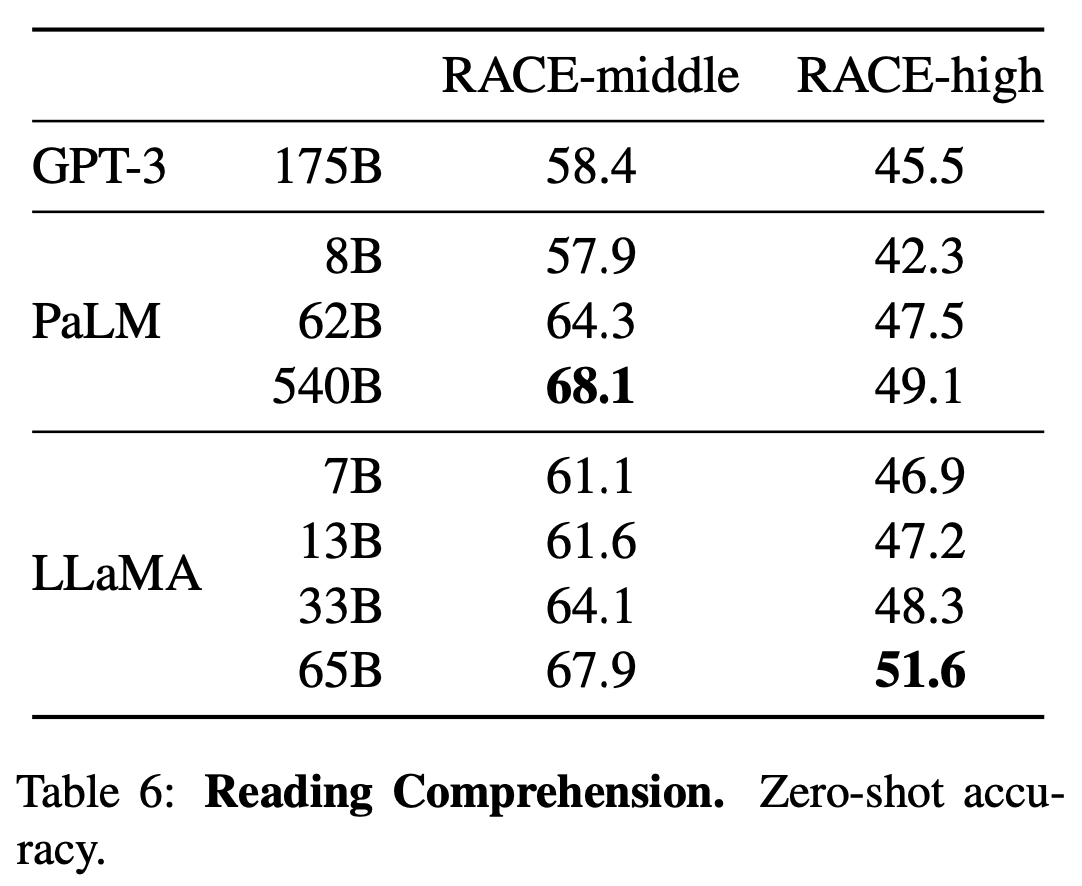 RACE-middle RACE-high
GPT-3 175B 58.4 45.5
8B 57.9 42.3
PaLM 62B 64.3 47.5
540B 68.1 49.1
7B 61.1 46.9
13B 61.6 47.2
LLaMA
33B 64.1 48.3
65B 67.9 51.6
Table 6: Reading Comprehension. Zero-shot accu-
racy.